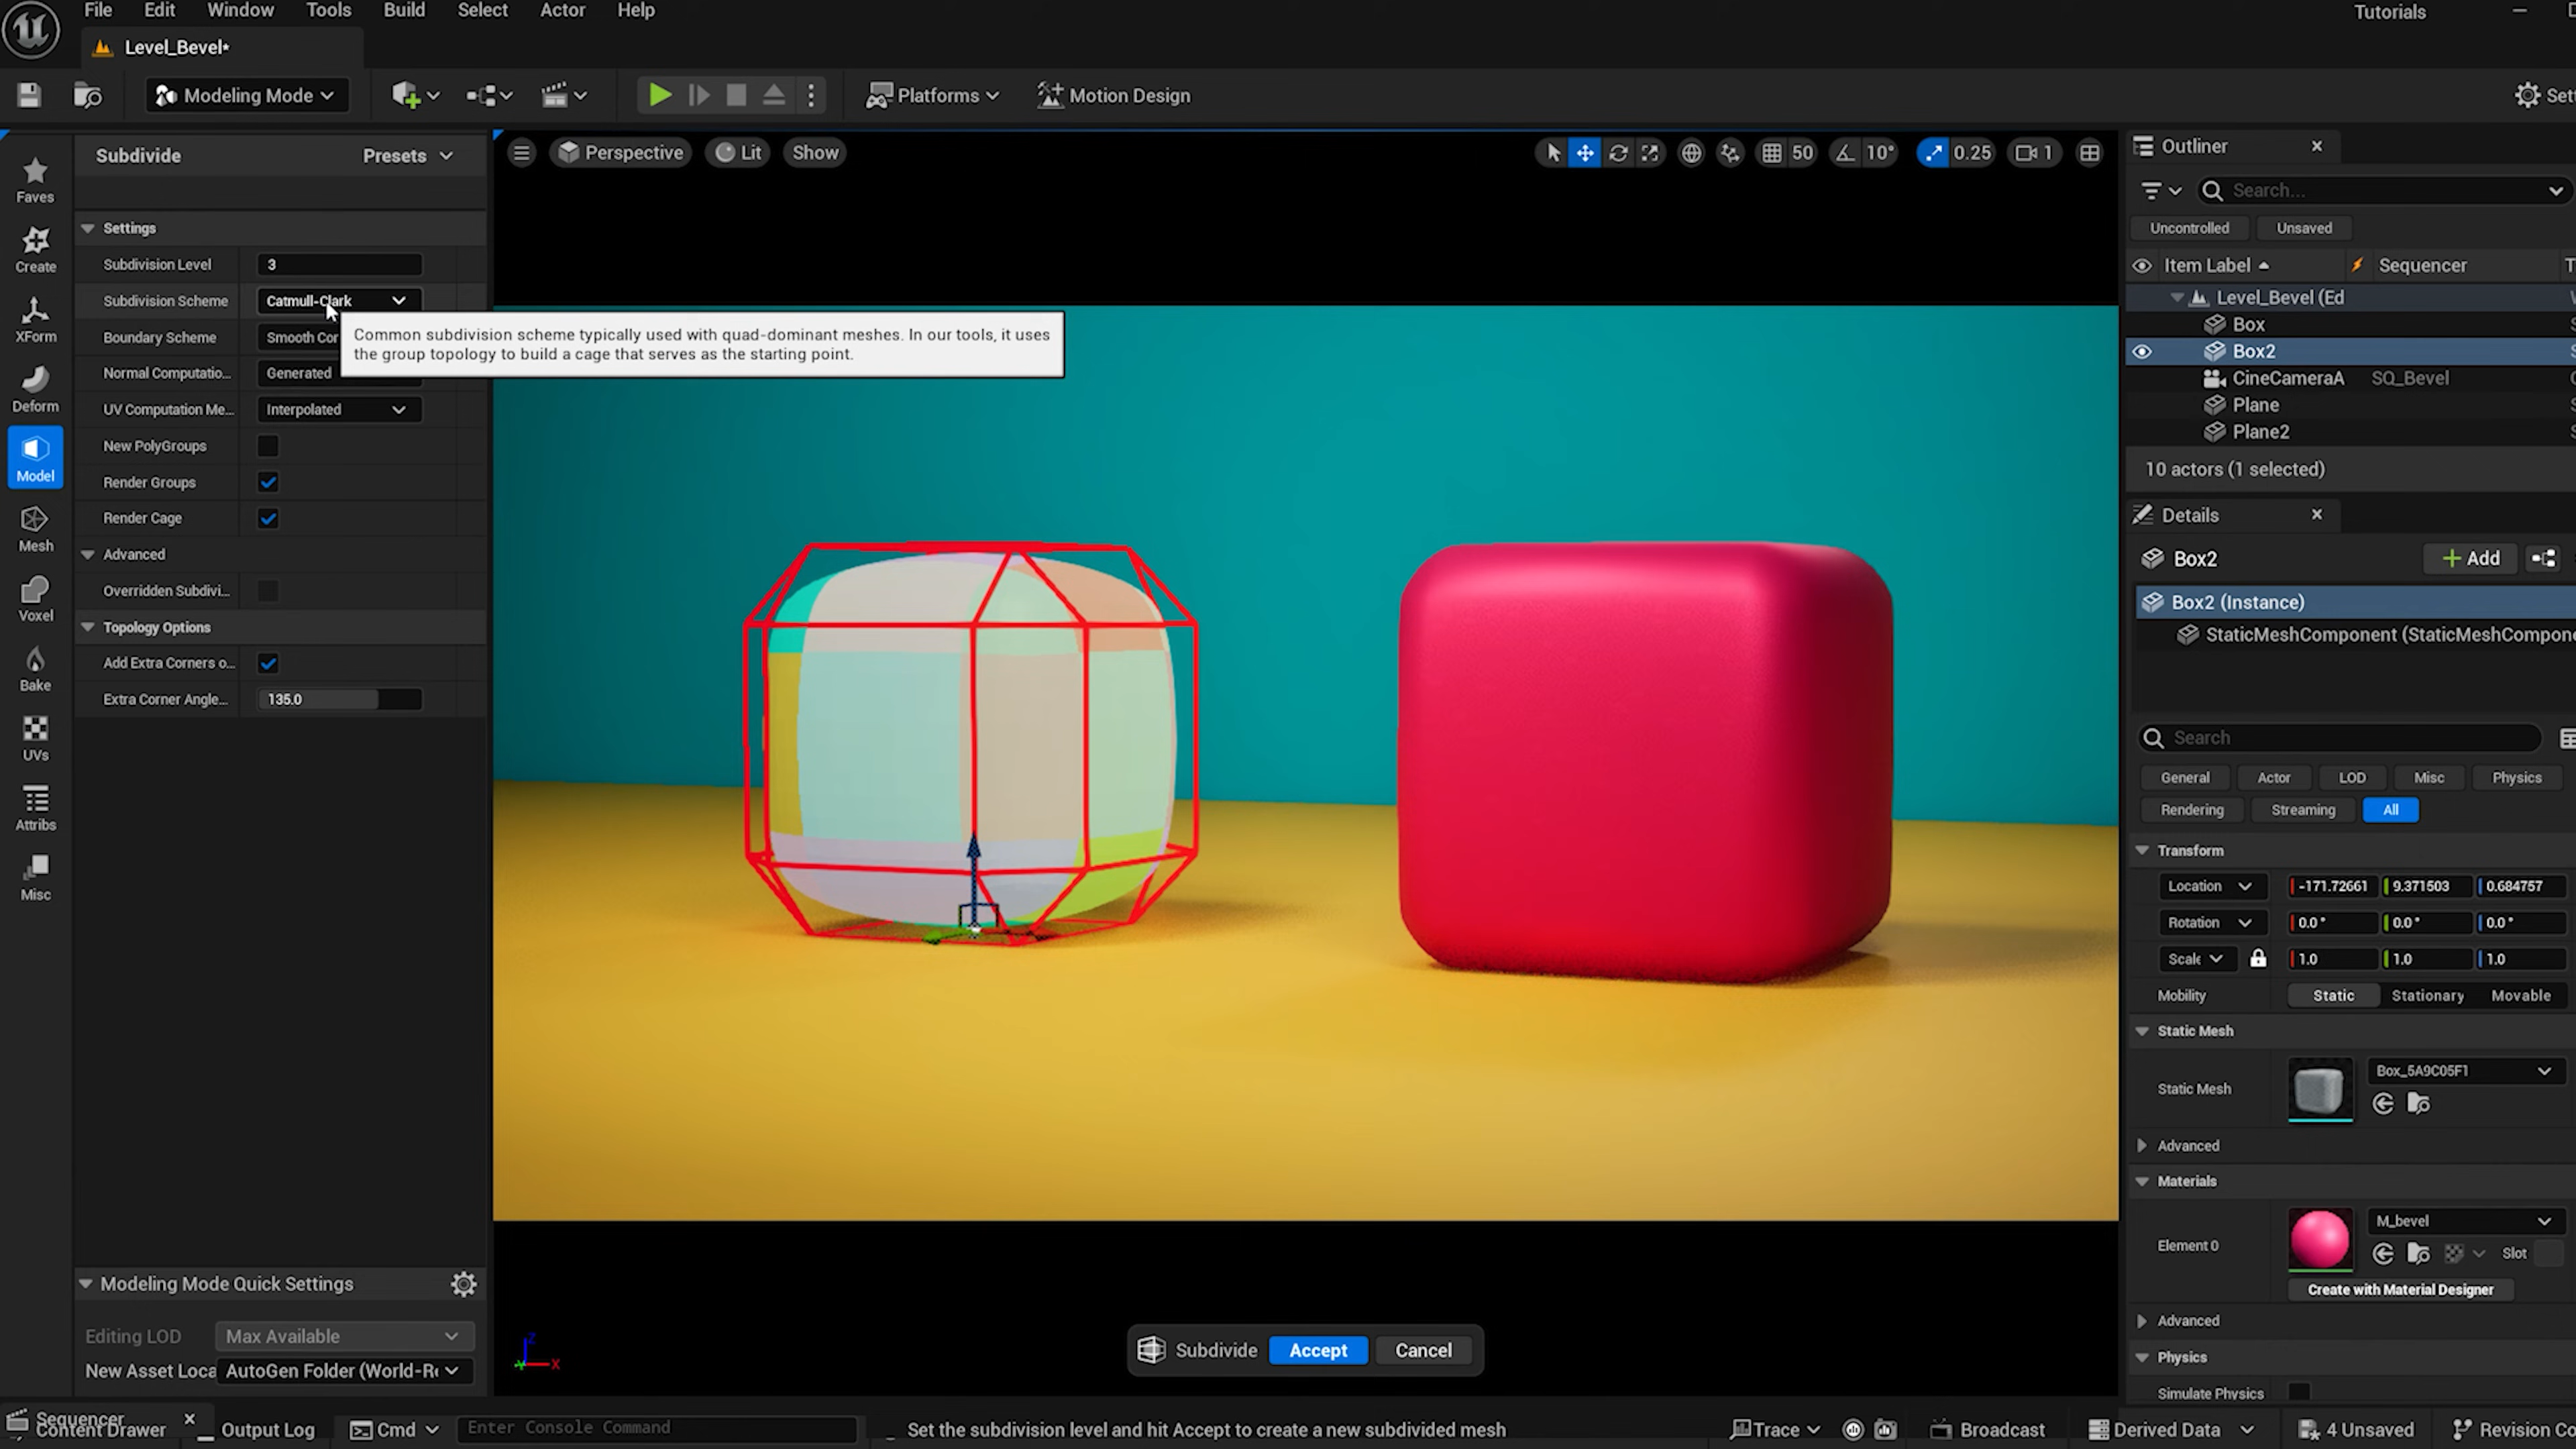 File Edit Window Tools Build Select Actor Help
Tutorials
Level_Bevel*
Modeling Mode
Platforms
Motion Design
Sett
Subdivide
Presets
Perspective
Lit
Show
50
10°
0.25
1
Outliner
Search...
Uncontrolled
Unsaved
Item Label
Sequencer
T
Level_Bevel (Ed
Box
Box2
CineCameraA SQ_Bevel
Plane
Plane2
10 actors (1 selected)
Faves
Create
XForm
Deform
Model
Mesh
Voxel
Bake
UVs
Attribs
Misc
Settings
Subdivision Level 3
Subdivision Scheme Catmull-Clark
Boundary Scheme Smooth Cor
Normal Computatio... Generated
UV Computation Me... Interpolated
New PolyGroups
Render Groups
Render Cage
Advanced
Overridden Subdivi...
Topology Options
Add Extra Corners o...
Extra Corner Angle... 135.0
Common subdivision scheme typically used with quad-dominant meshes. In our tools, it uses
the group topology to build a cage that serves as the starting point.
Details
Box2
Add
Box2 (Instance)
StaticMeshComponent (StaticMeshCompone
Search
General Actor LOD Misc Physics
Rendering Streaming All
Transform
Location -171.72661 9.371503 0.684757
Rotation 0.0° 0.0° 0.0°
Scale 1.0 1.0 1.0
Mobility Static Stationary Movable
Static Mesh
Static Mesh Box_5A9C05F1
Advanced
Materials
Element 0 M_bevel
Slot
Create with Material Designer
Advanced
Physics
Simulate Physics
Modeling Mode Quick Settings
Editing LOD Max Available
New Asset Loca AutoGen Folder (World-Re
Z
Y
X
Subdivide Accept Cancel
Sequencer
Content Drawer
Output Log
Cmd
Enter Console Command
Set the subdivision level and hit Accept to create a new subdivided mesh
Trace
Broadcast
Derived Data
4 Unsaved
Revision Co